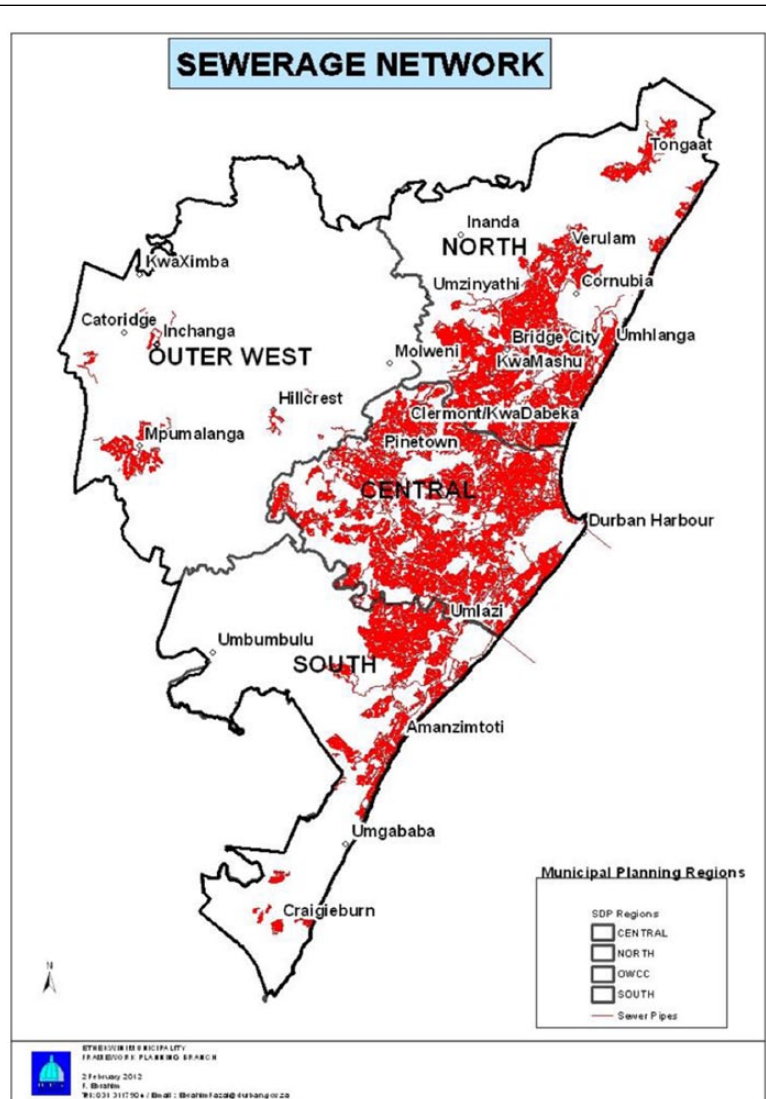 SEWERAGE NETWORK
Tongaat
Inanda
NORTH
Verulam
KwaXimba
Umzinyathi
Cornubia
Catoridge
Inchanga
Bridge City
Umhlanga
OUTER WEST
Molweni
KwaMashu
Hillcrest
Clermont/KwaDabeka
Mpumalanga
Pinetown
CENTRAL
Durban Harbour
Umlazi
Umbumbulu
SOUTH
Amanzimtoti
Umgababa
Craigieburn
Municipal Planning Regions
SDP Regions
CENTRAL
NORTH
OWCC
SOUTH
Sewer Pipes
N
ETHEKWINI MUNICIPALITY
FRAMEWORK PLANNING BRANCH
2 February 2012
F. Ebrahim